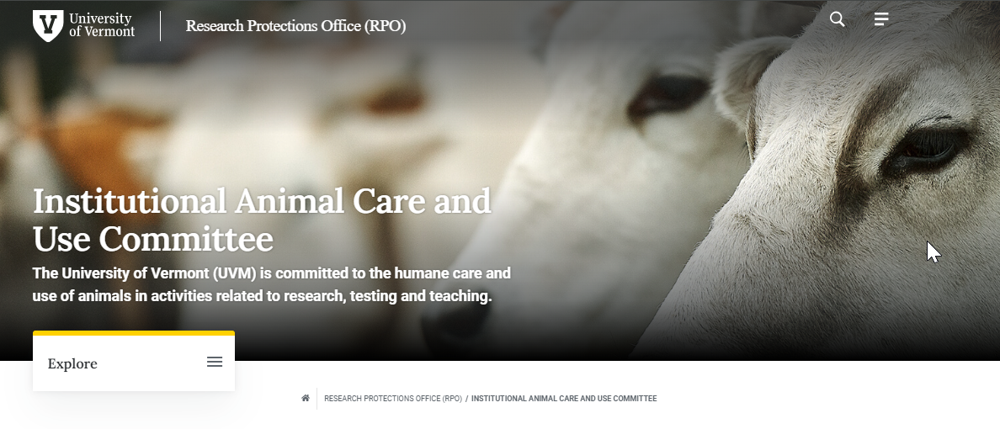 University
of Vermont
Research Protections Office (RPO)
Institutional Animal Care and
Use Committee
The University of Vermont (UVM) is committed to the humane care and
use of animals in activities related to research, testing and teaching.
Explore
RESEARCH PROTECTIONS OFFICE (RPO) / INSTITUTIONAL ANIMAL CARE AND USE COMMITTEE